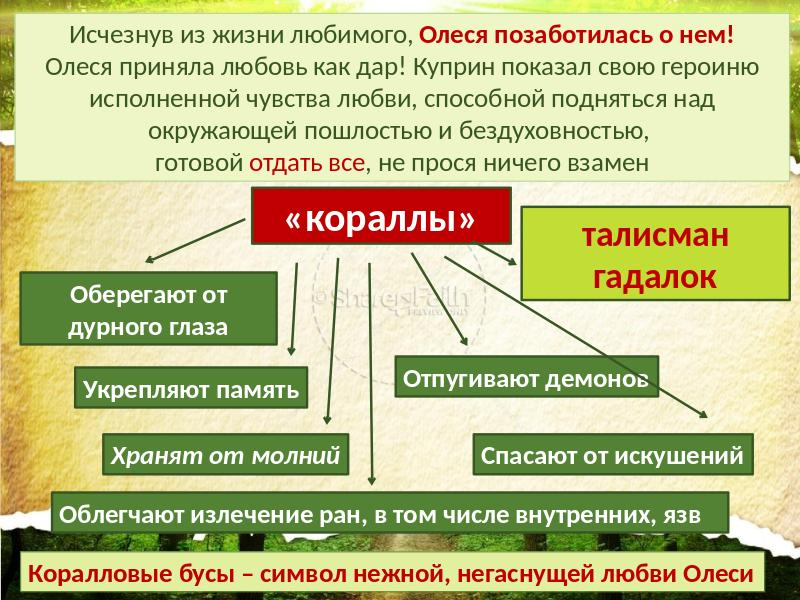 Исчезнув из жизни любимого, Олеся позаботилась о нем!
Олеся приняла любовь как дар! Куприн показал свою героиню
исполненной чувства любви, способной подняться над
окружающей пошлостью и бездуховностью,
готовой отдать все, не прося ничего взамен
«кораллы»
талисман
гадалок
Оберегают от
дурного глаза
Укрепляют память
Отпугивают демонов
Хранят от молний
Спасают от искушений
Облегчают излечение ран, в том числе внутренних, язв
Коралловые бусы – символ нежной, негаснущей любви Олеси